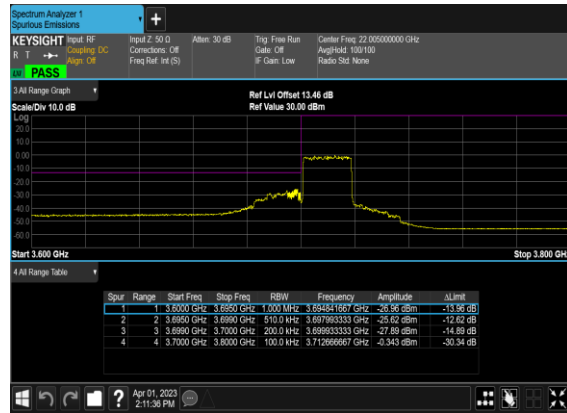 Spectrum Analyzer 1
Spurious Emissions
KEYSIGHT Input: RF Input Z: 50 Ω Atten: 30 dB Trig: Free Run Center Freq: 22.005000000 GHz
R T Coupling: DC Corrections: Off Gate: Off Avg|Hold: 100/100
Align: Off Freq Ref: Int (S) IF Gain: Low Radio Std: None
PASS
3 All Range Graph
Ref Lvl Offset 13.46 dB
Scale/Div 10.0 dB Ref Value 30.00 dBm
Log
20.0
10.0
0.00
-10.0
-20.0
-30.0
-40.0
-50.0
-60.0
Start 3.600 GHz Stop 3.800 GHz
4 All Range Table
Spur Range Start Freq Stop Freq RBW Frequency Amplitude ΔLimit
1 1 3.6000 GHz 3.6950 GHz 1.000 MHz 3.694841667 GHz -26.96 dBm -13.96 dB
2 2 3.6950 GHz 3.6990 GHz 510.0 kHz 3.697993333 GHz -25.62 dBm -12.62 dB
3 3 3.6990 GHz 3.7000 GHz 200.0 kHz 3.699933333 GHz -27.89 dBm -14.89 dB
4 4 3.7000 GHz 3.8000 GHz 100.0 kHz 3.712666667 GHz -0.343 dBm -30.34 dB
Apr 01, 2023
2:11:36 PM